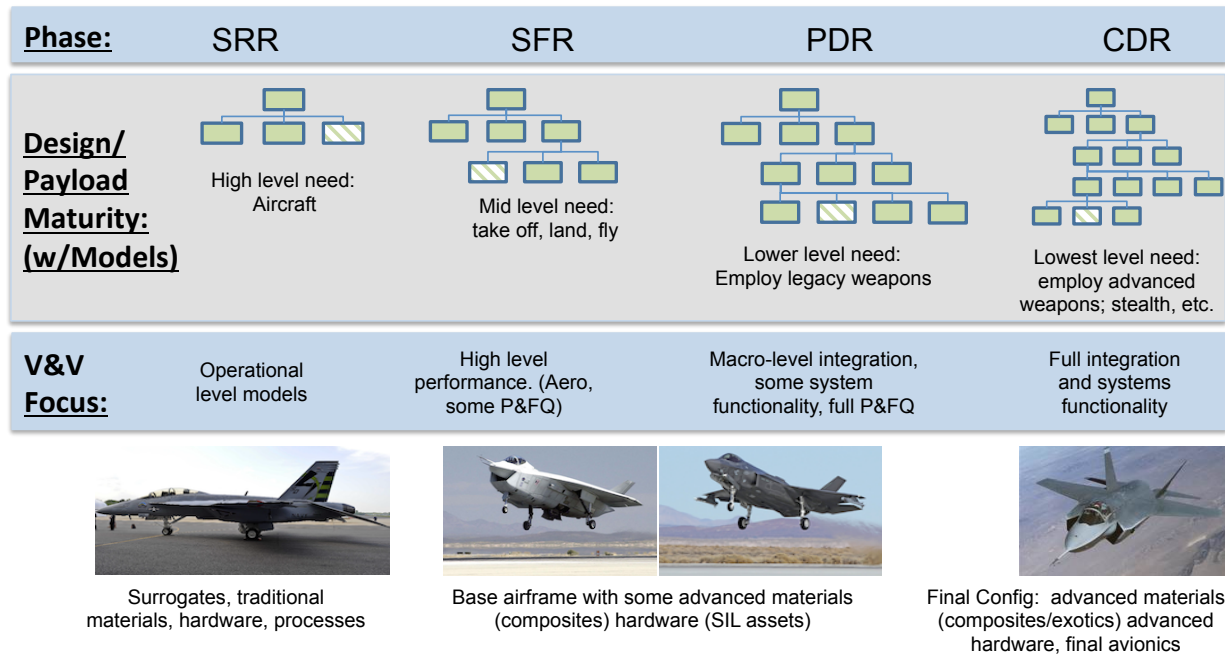 Phase: SRR SFR PDR CDR
Design/
Payload
Maturity:
(w/Models)
High level need:
Aircraft
Mid level need:
take off, land, fly
Lower level need:
Employ legacy weapons
Lowest level need:
employ advanced
weapons; stealth, etc.
V&V
Focus:
Operational
level models
High level
performance. (Aero,
some P&FQ)
Macro-level integration,
some system
functionality, full P&FQ
Full integration
and systems
functionality
Surrogates, traditional
materials, hardware, processes
Base airframe with some advanced materials
(composites) hardware (SIL assets)
Final Config:  advanced materials
(composites/exotics) advanced
hardware, final avionics